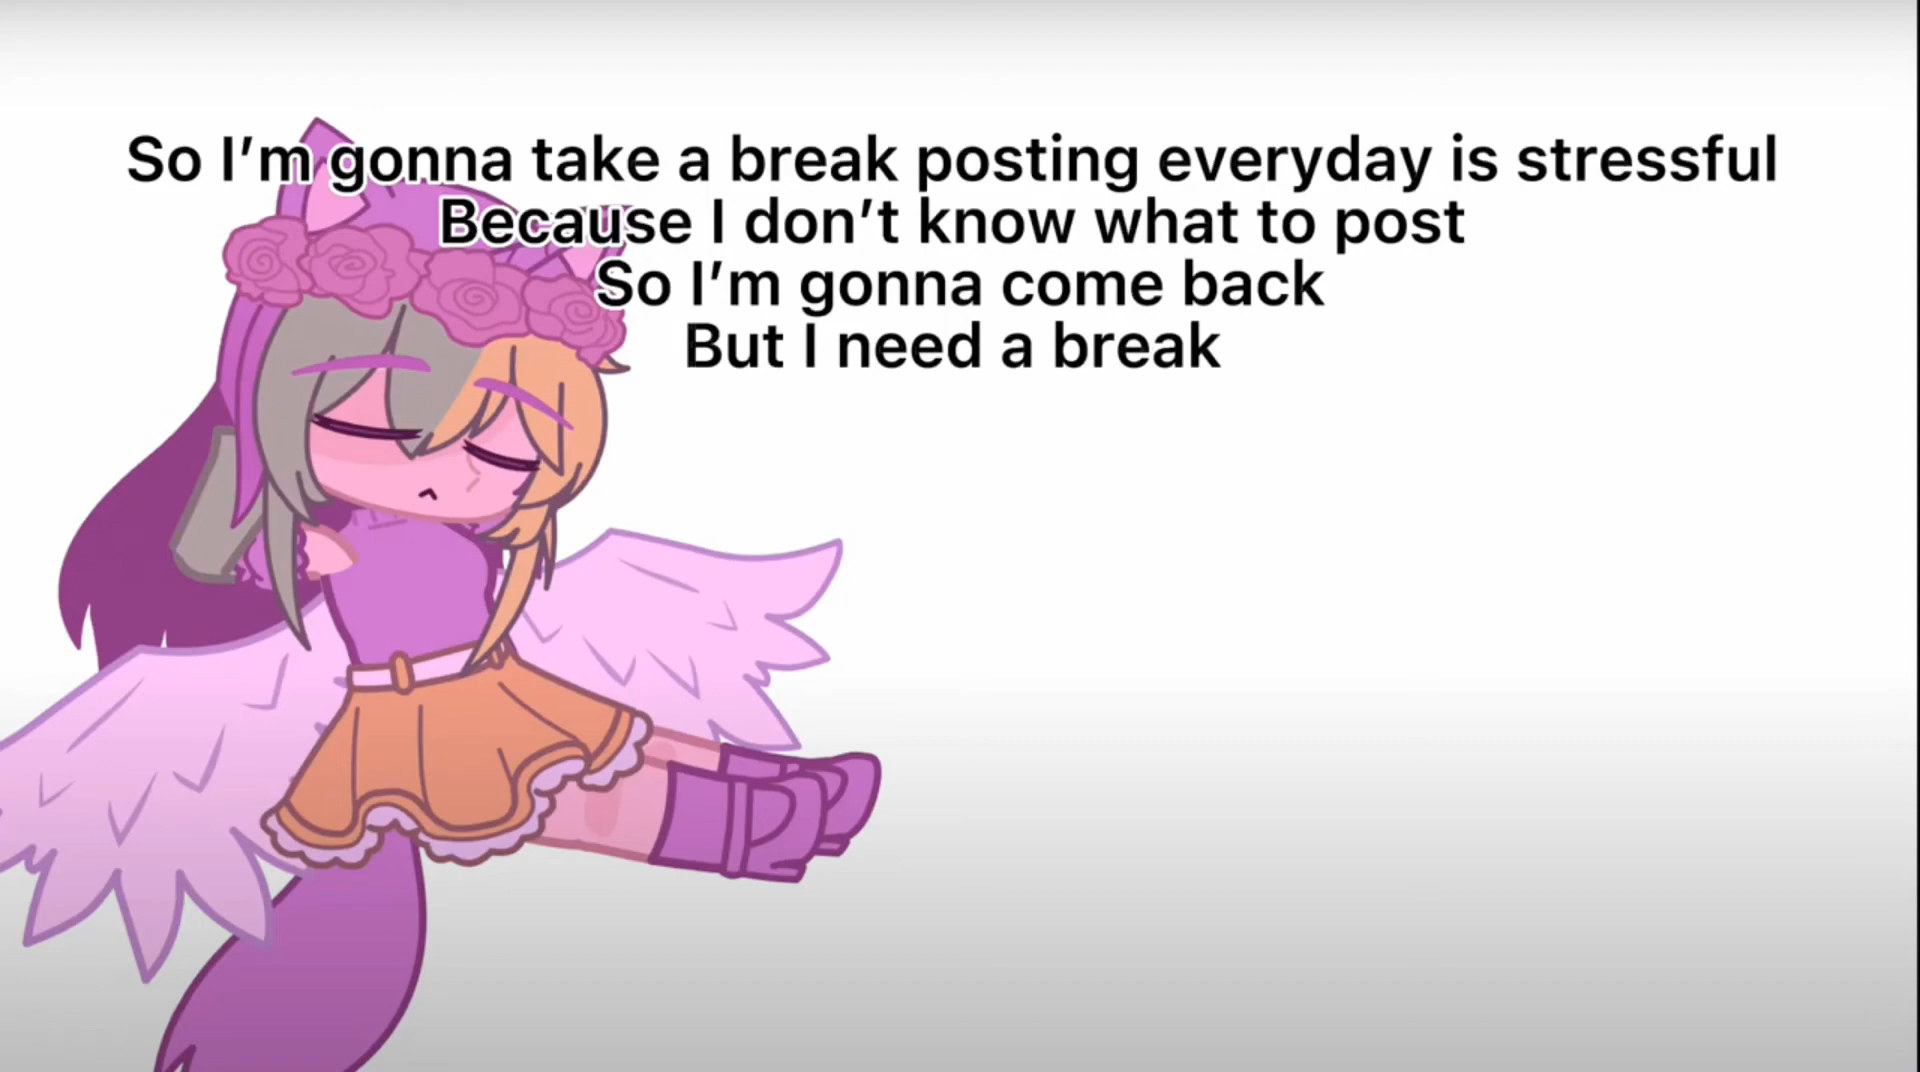 So I’m gonna take a break posting everyday is stressful
Because I don’t know what to post
So I’m gonna come back
But I need a break